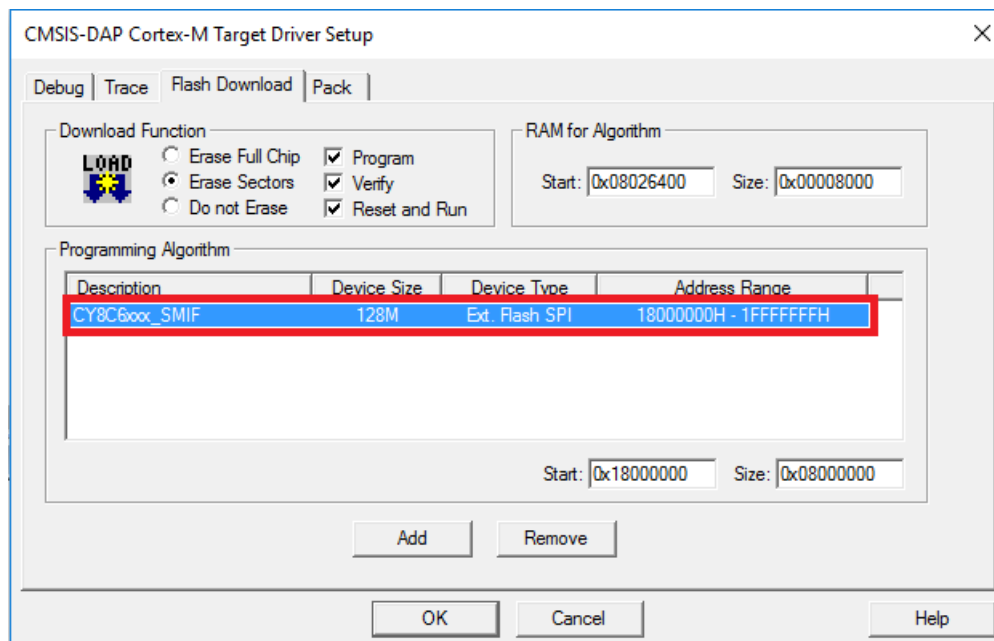 CMSIS-DAP Cortex-M Target Driver Setup
Debug Trace Flash Download Pack
Download Function
LOAD
Erase Full Chip Program
Erase Sectors Verify
Do not Erase Reset and Run
RAM for Algorithm
Start: 0x08026400 Size: 0x00008000
Programming Algorithm
Description Device Size Device Type Address Range
CY8C6xxx_SMIF 128M Ext. Flash SPI 18000000H - 1FFFFFFFH
Start: 0x18000000 Size: 0x08000000
Add Remove
OK Cancel Help